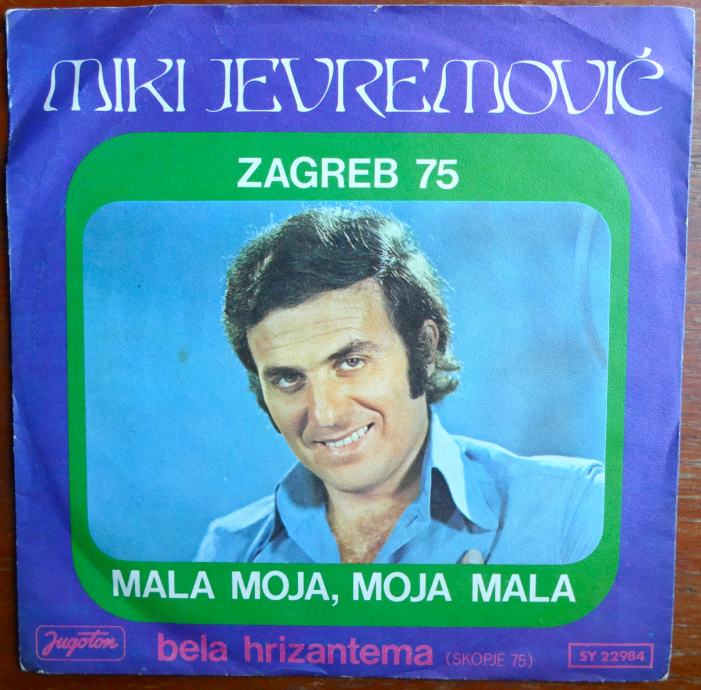 MIKI JEVREMOVIĆ
ZAGREB 75
MALA MOJA, MOJA MALA
Jugoton
bela hrizantema (SKOPJE 75)
SY 22984